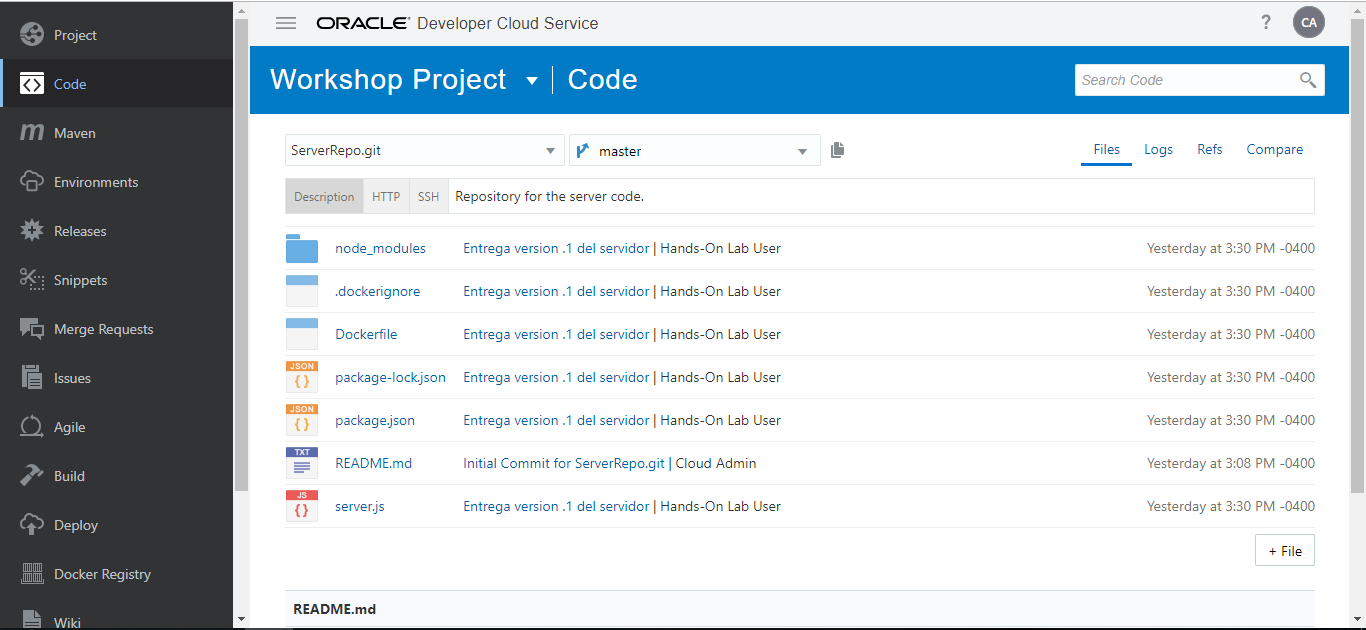 Project
Code
Maven
Environments
Releases
Snippets
Merge Requests
Issues
Agile
Build
Deploy
Docker Registry
Wiki
ORACLE® Developer Cloud Service
? CA
Workshop Project Code
Search Code
ServerRepo.git master
Files Logs Refs Compare
Description HTTP SSH Repository for the server code.
node_modules Entrega version .1 del servidor | Hands-On Lab User Yesterday at 3:30 PM -0400
.dockerignore Entrega version .1 del servidor | Hands-On Lab User Yesterday at 3:30 PM -0400
Dockerfile Entrega version .1 del servidor | Hands-On Lab User Yesterday at 3:30 PM -0400
JSON { } package-lock.json Entrega version .1 del servidor | Hands-On Lab User Yesterday at 3:30 PM -0400
JSON { } package.json Entrega version .1 del servidor | Hands-On Lab User Yesterday at 3:30 PM -0400
TXT README.md Initial Commit for ServerRepo.git | Cloud Admin Yesterday at 3:08 PM -0400
JS { } server.js Entrega version .1 del servidor | Hands-On Lab User Yesterday at 3:30 PM -0400
+ File
README.md